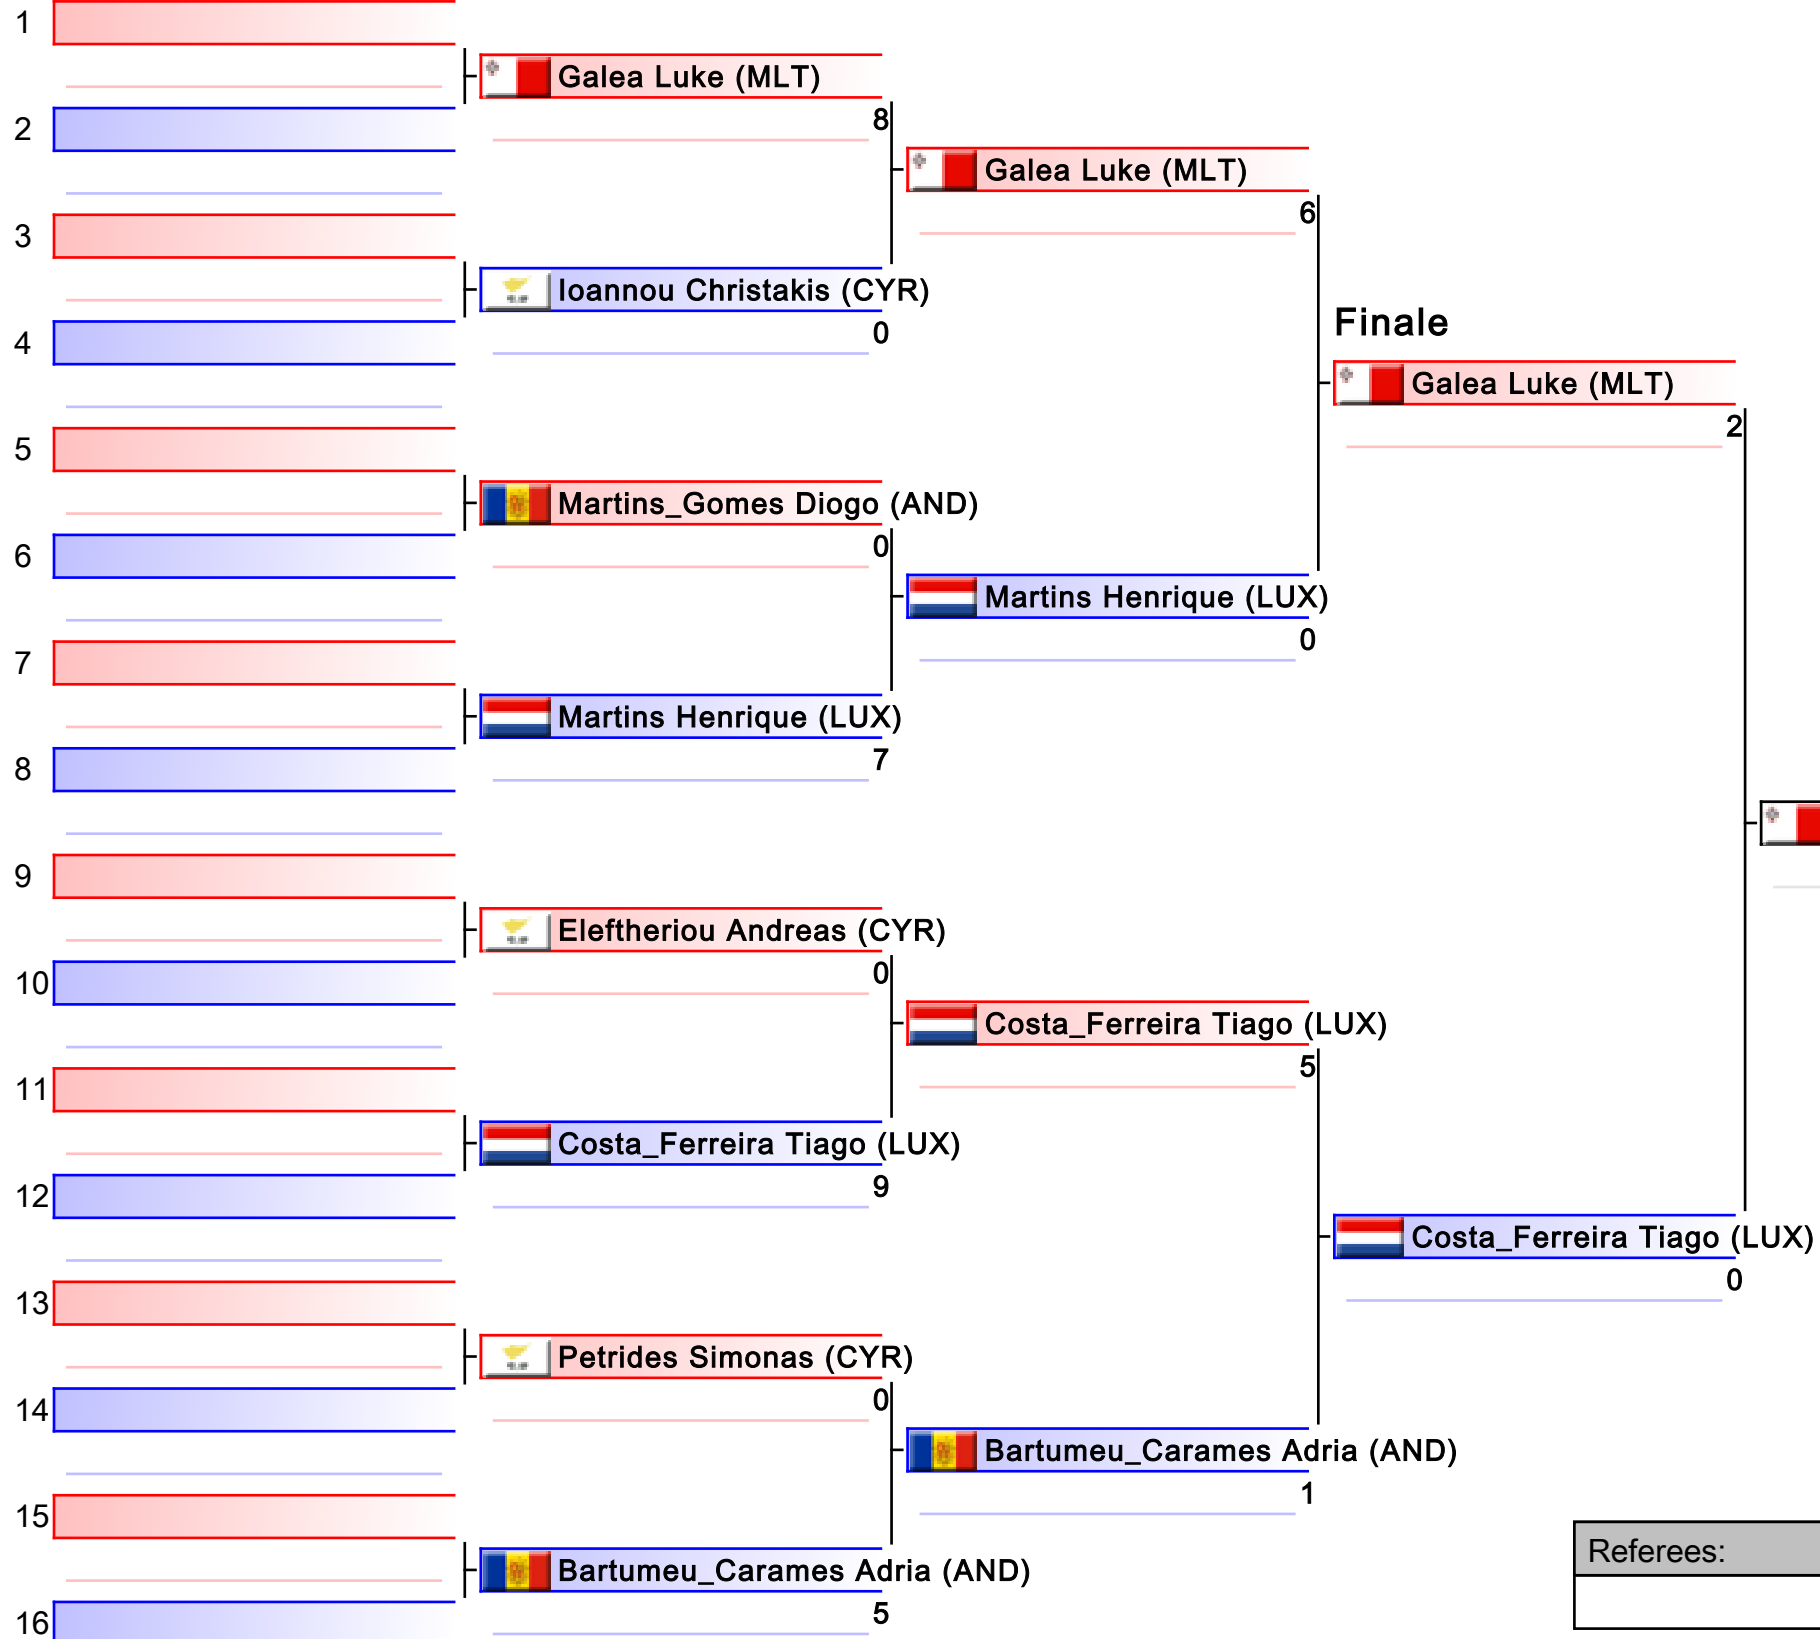 1
Galea Luke (MLT)
2
8
Galea Luke (MLT)
3
6
Ioannou Christakis (CYR)
4
0
Finale
Galea Luke (MLT)
2
5
Martins_Gomes Diogo (AND)
6
0
Martins Henrique (LUX)
7
0
Martins Henrique (LUX)
8
7
9
Eleftheriou Andreas (CYR)
10
0
Costa_Ferreira Tiago (LUX)
11
5
Costa_Ferreira Tiago (LUX)
12
9
Costa_Ferreira Tiago (LUX)
13
0
Petrides Simonas (CYR)
14
0
Bartumeu_Carames Adria (AND)
15
1
Referees:
Bartumeu_Carames Adria (AND)
16
5